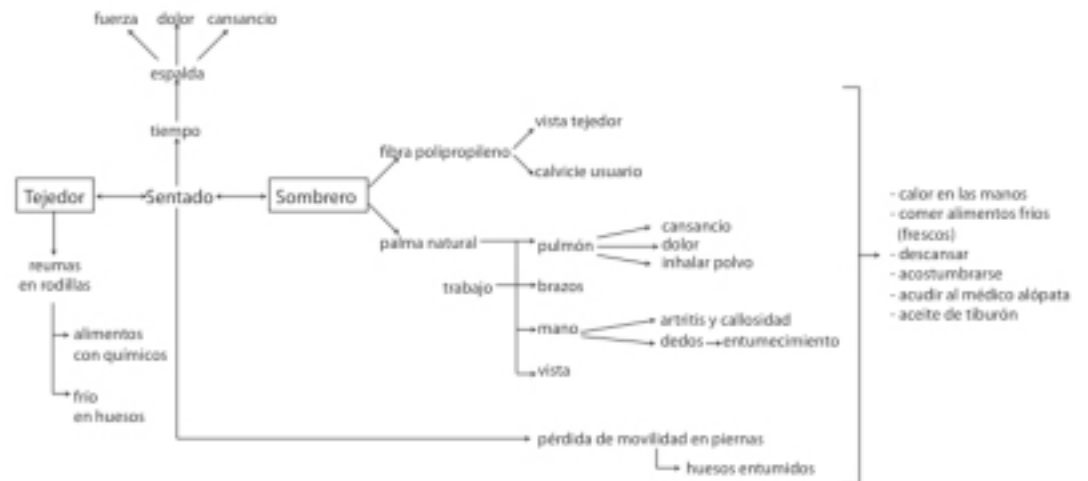 fuerza dolor cansancio
espalda
tiempo
vista tejedor
fibra polipropileno
calvicie usuario
Tejedor Sentado Sombrero
palma natural
pulmón
cansancio
dolor
inhalar polvo
trabajo brazos
mano
artritis y callosidad
dedos entumecimiento
vista
reumas
en rodillas
alimentos
con químicos
frio
en huesos
pérdida de movilidad en piernas
huesos entumidos
- calor en las manos
- comer alimentos frios
(frescos)
- descansar
- acostumbrarse
- acudir al médico alópata
- aceite de tiburón